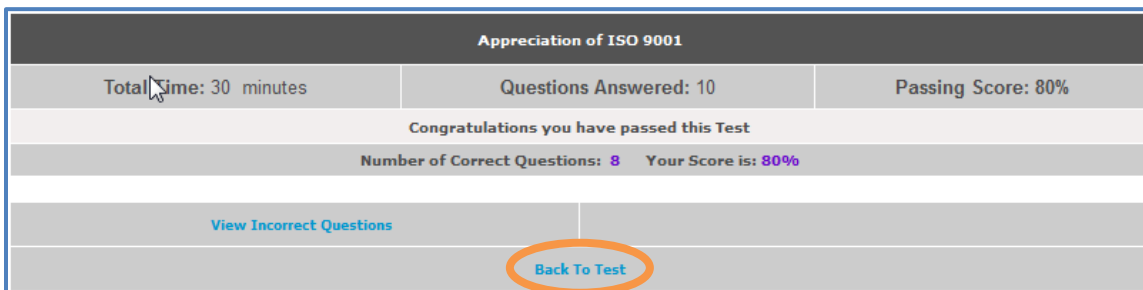 Appreciation of ISO 9001
Total Time: 30 minutes Questions Answered: 10 Passing Score: 80%
Congratulations you have passed this Test
Number of Correct Questions: 8 Your Score is: 80%
View Incorrect Questions
Back To Test